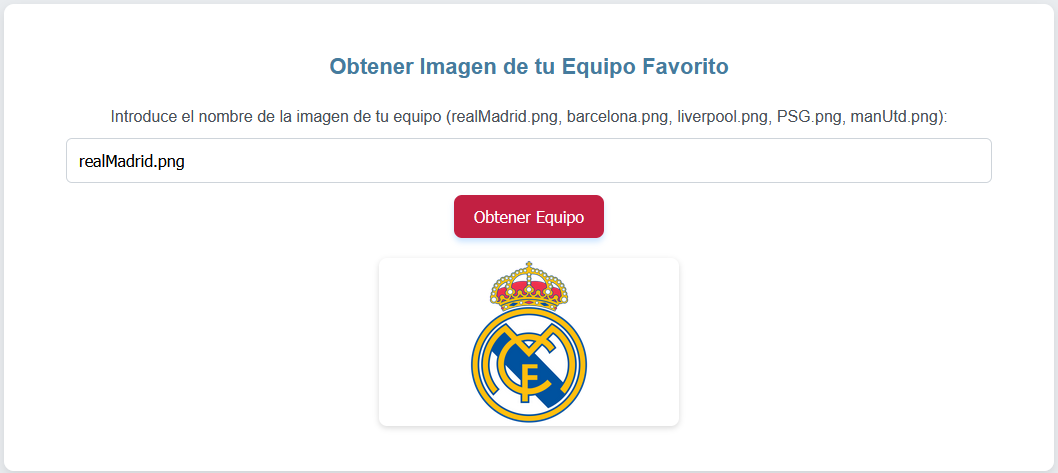 Obtener Imagen de tu Equipo Favorito
Introduce el nombre de la imagen de tu equipo (realMadrid.png, barcelona.png, liverpool.png, PSG.png, manUtd.png):
realMadrid.png
Obtener Equipo